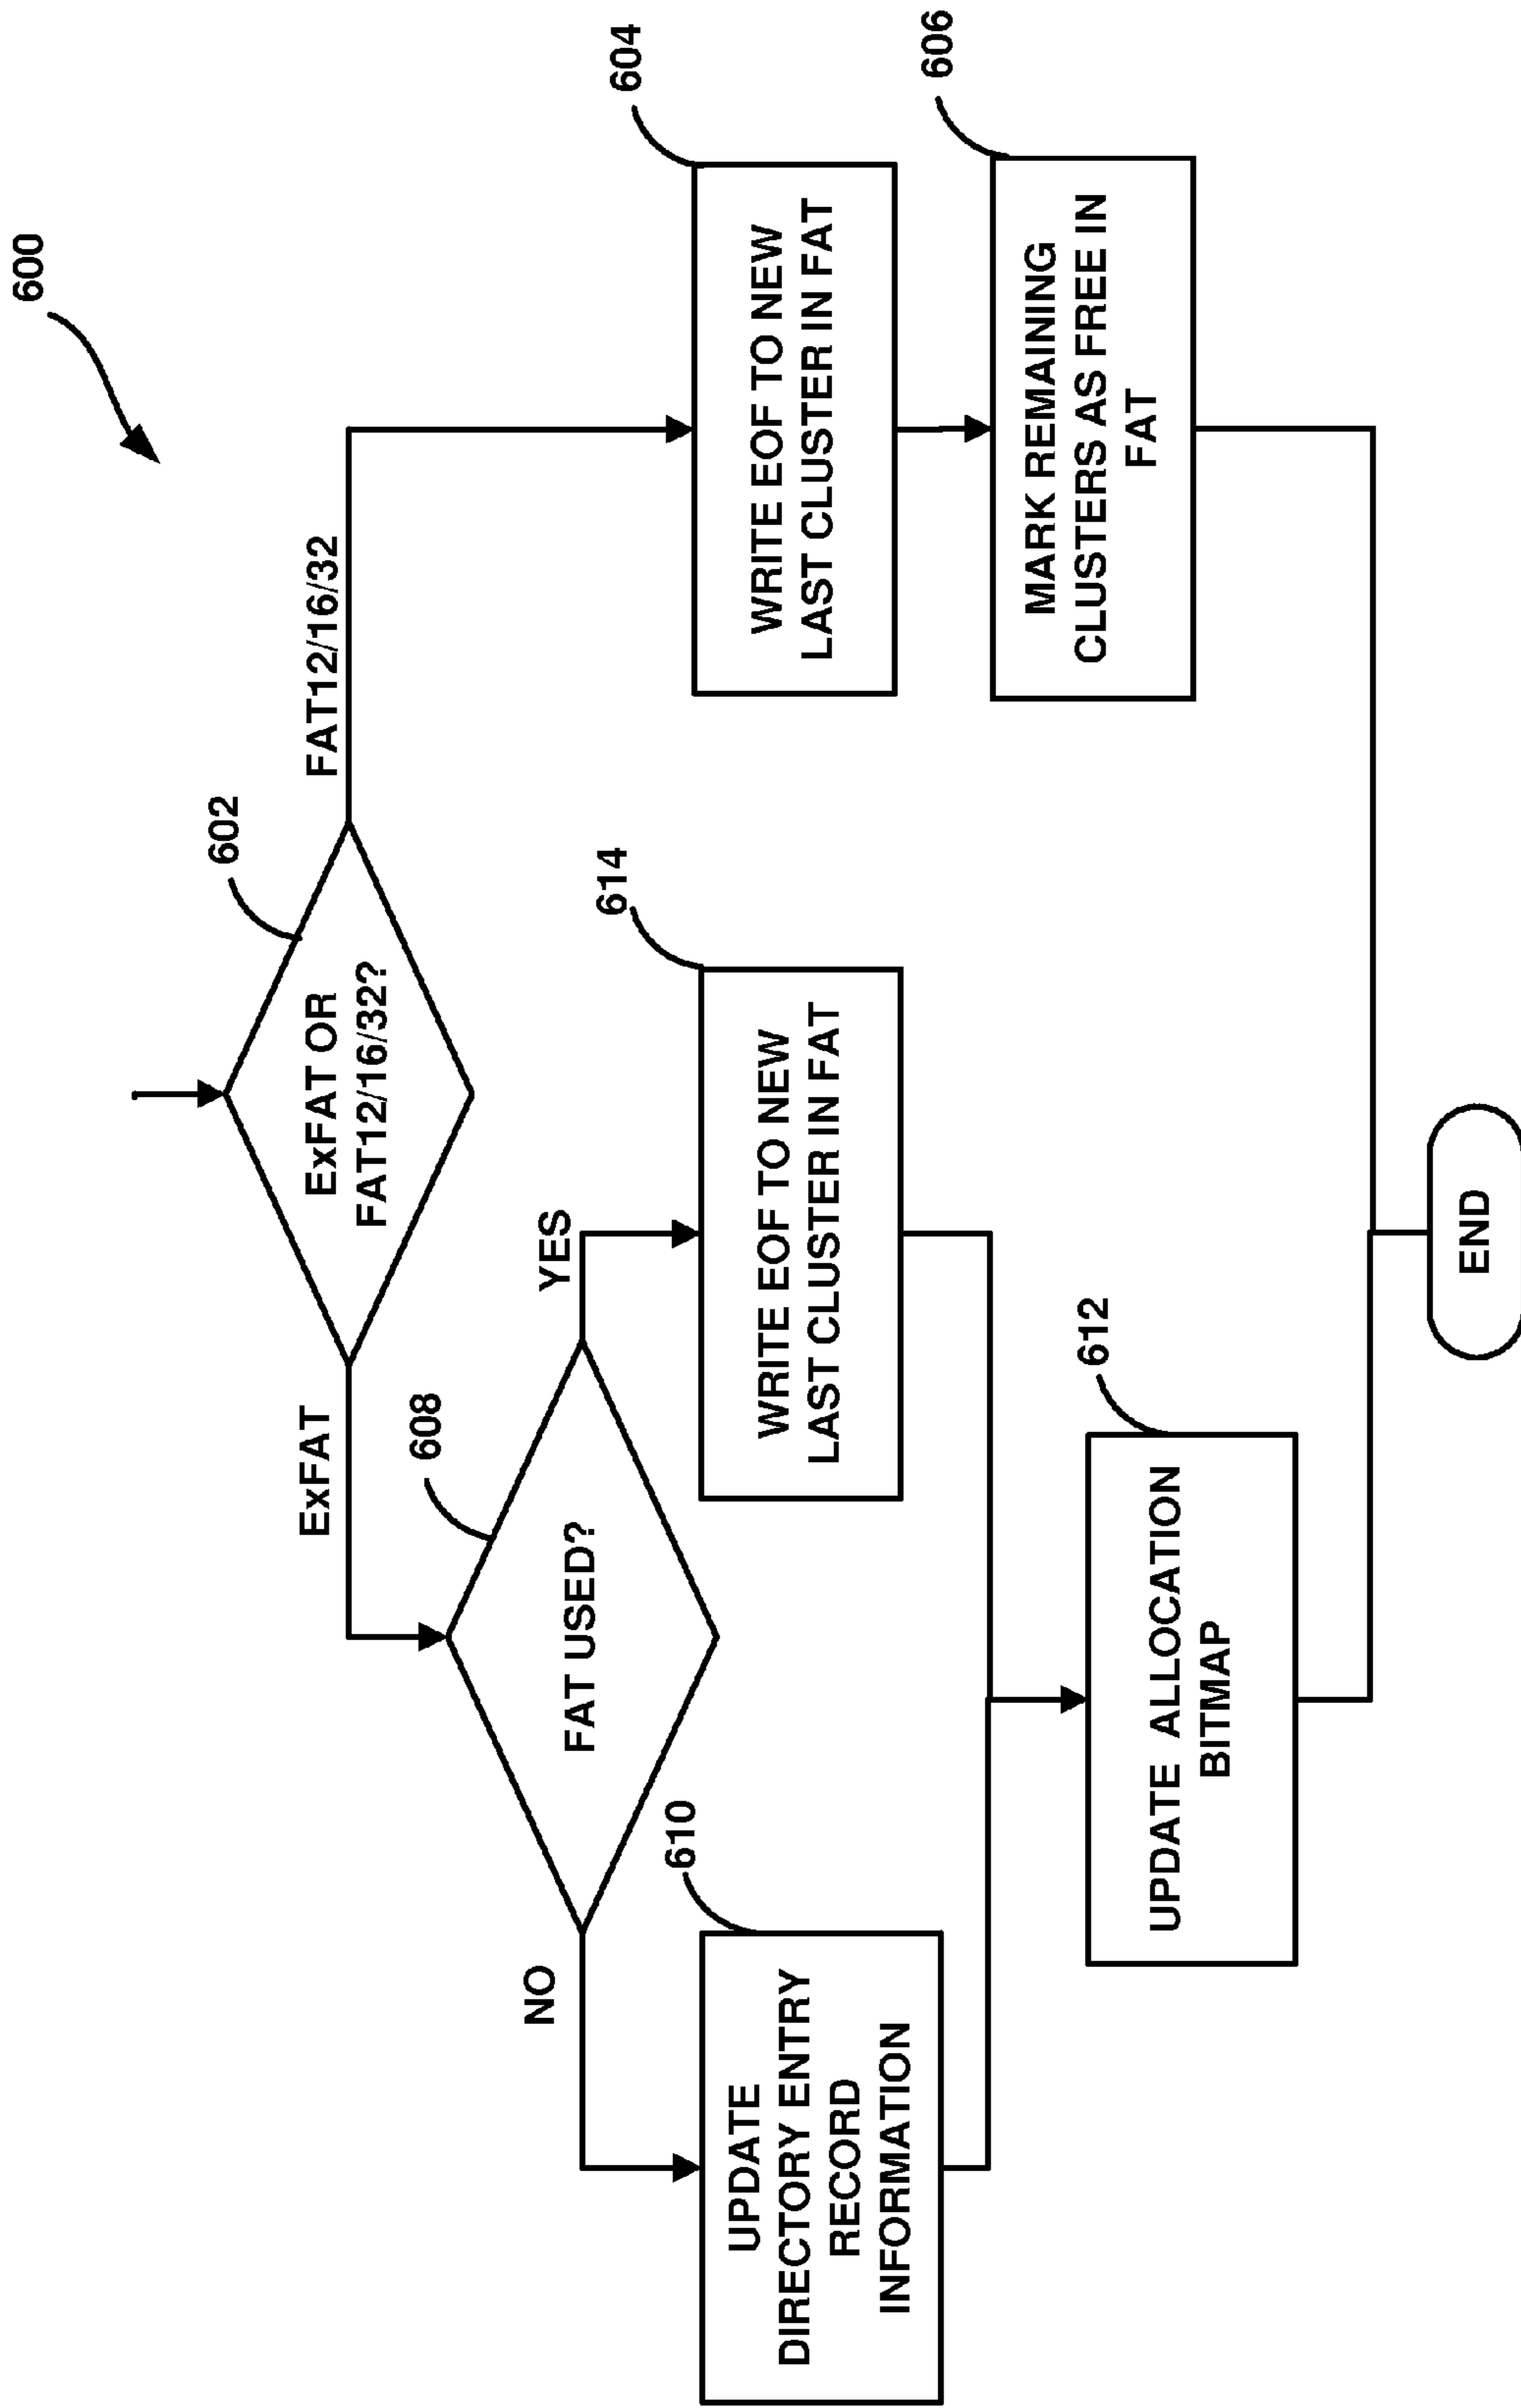 600
602
ExFAT OR
FAT12/16/32?
ExFAT
FAT12/16/32
608
FAT USED?
NO
YES
604
WRITE EOF TO NEW
LAST CLUSTER IN FAT
610
UPDATE
DIRECTORY ENTRY
RECORD
INFORMATION
614
WRITE EOF TO NEW
LAST CLUSTER IN FAT
606
MARK REMAINING
CLUSTERS AS FREE IN
FAT
612
UPDATE ALLOCATION
BITMAP
END